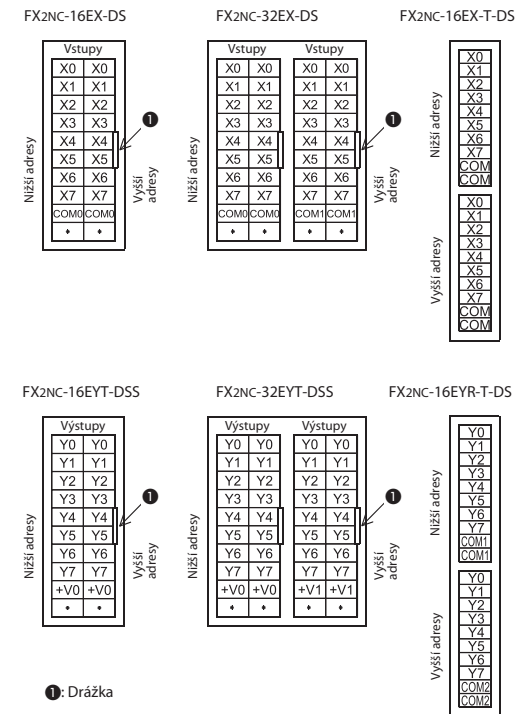 FX2NC-16EX-DS FX2NC-32EX-DS FX2NC-16EX-T-DS
Vstupy
X0 X0
X1 X1
X2 X2
X3 X3
X4 X4
X5 X5
X6 X6
X7 X7
COM0 COM0
• •
Nižší adresy
Vyšší
adresy
❶
Vstupy Vstupy
X0 X0 X0 X0
X1 X1 X1 X1
X2 X2 X2 X2
X3 X3 X3 X3
X4 X4 X4 X4
X5 X5 X5 X5
X6 X6 X6 X6
X7 X7 X7 X7
COM0 COM0 COM1 COM1
• • • •
Nižší adresy
Vyšší
adresy
❶
Nižší adresy
X0
X1
X2
X3
X4
X5
X6
X7
COM
COM
Vyšší adresy
X0
X1
X2
X3
X4
X5
X6
X7
COM
COM
FX2NC-16EYT-DSS FX2NC-32EYT-DSS FX2NC-16EYR-T-DS
Výstupy
Y0 Y0
Y1 Y1
Y2 Y2
Y3 Y3
Y4 Y4
Y5 Y5
Y6 Y6
Y7 Y7
+V0 +V0
• •
Nižší adresy
Vyšší
adresy
❶
Výstupy Výstupy
Y0 Y0 Y0 Y0
Y1 Y1 Y1 Y1
Y2 Y2 Y2 Y2
Y3 Y3 Y3 Y3
Y4 Y4 Y4 Y4
Y5 Y5 Y5 Y5
Y6 Y6 Y6 Y6
Y7 Y7 Y7 Y7
+V0 +V0 +V1 +V1
• • • •
Nižší adresy
Vyšší
adresy
❶
Nižší adresy
Y0
Y1
Y2
Y3
Y4
Y5
Y6
Y7
COM1
COM1
Vyšší adresy
Y0
Y1
Y2
Y3
Y4
Y5
Y6
Y7
COM2
COM2
❶: Drážka